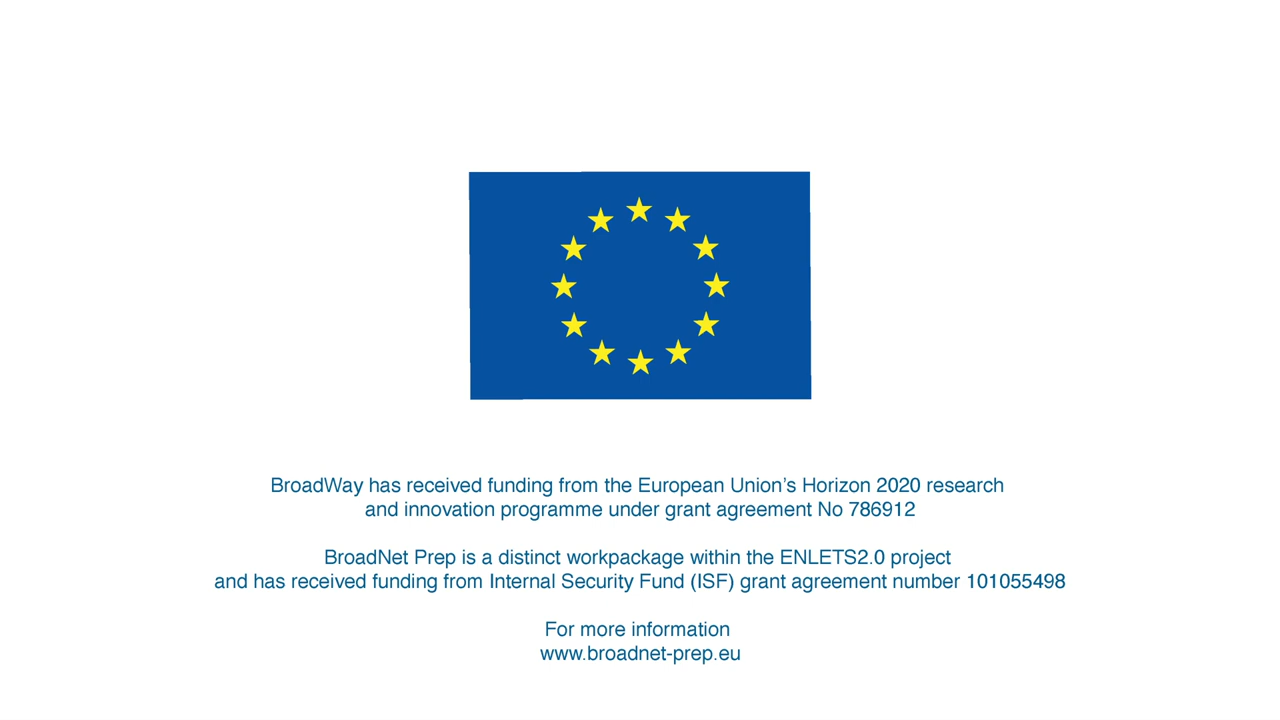 BroadWay has received funding from the European Union's Horizon 2020 research
and innovation programme under grant agreement No 786912
BroadNet Prep is a distinct workpackage within the ENLETS2.0 project
and has received funding from Internal Security Fund (ISF) grant agreement number 101055498
For more information
www.broadnet-prep.eu